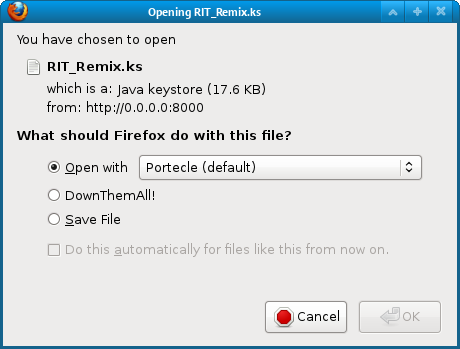 Opening RIT_Remix.ks
You have chosen to open
RIT_Remix.ks
which is a: Java keystore (17.6 KB)
from: http://0.0.0.0:8000
What should Firefox do with this file?
Open with Portecle (default)
DownThemAll!
Save File
Do this automatically for files like this from now on.
Cancel OK